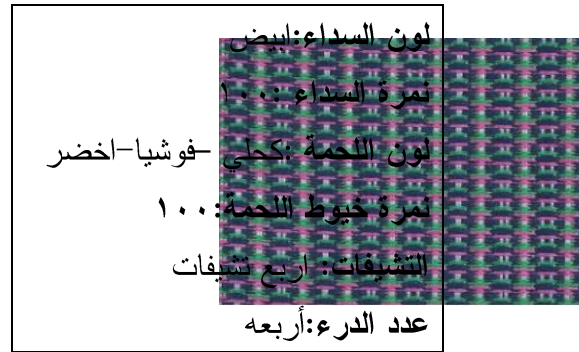 لون السداء:ابيض
نمرة السداء :١٠٠
لون اللحمة :كحلي –فوشيا-اخضر
نمرة خيوط اللحمة:١٠٠
التشيفات: اربع تشيفات
عدد الدرء:أربعه